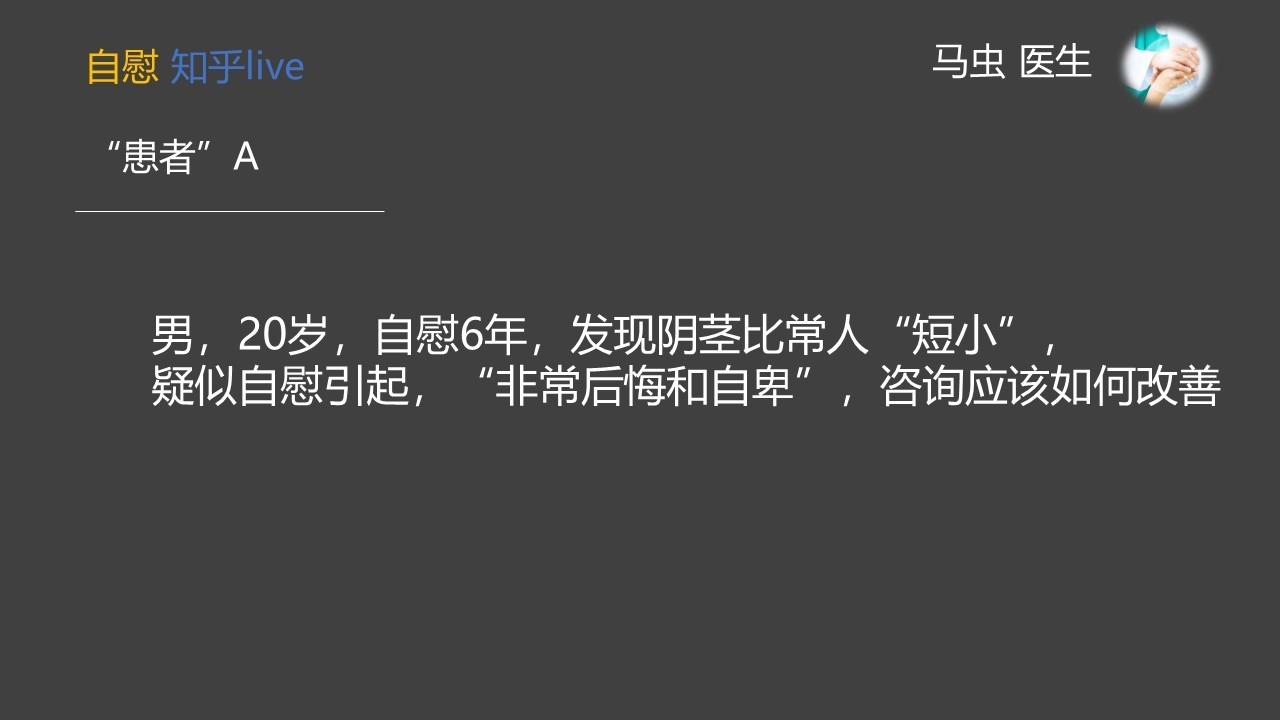 自慰 知乎live
马虫 医生
“患者”A
男，20岁，自慰6年，发现阴茎比常人“短小”，
疑似自慰引起，“非常后悔和自卑”，咨询应该如何改善